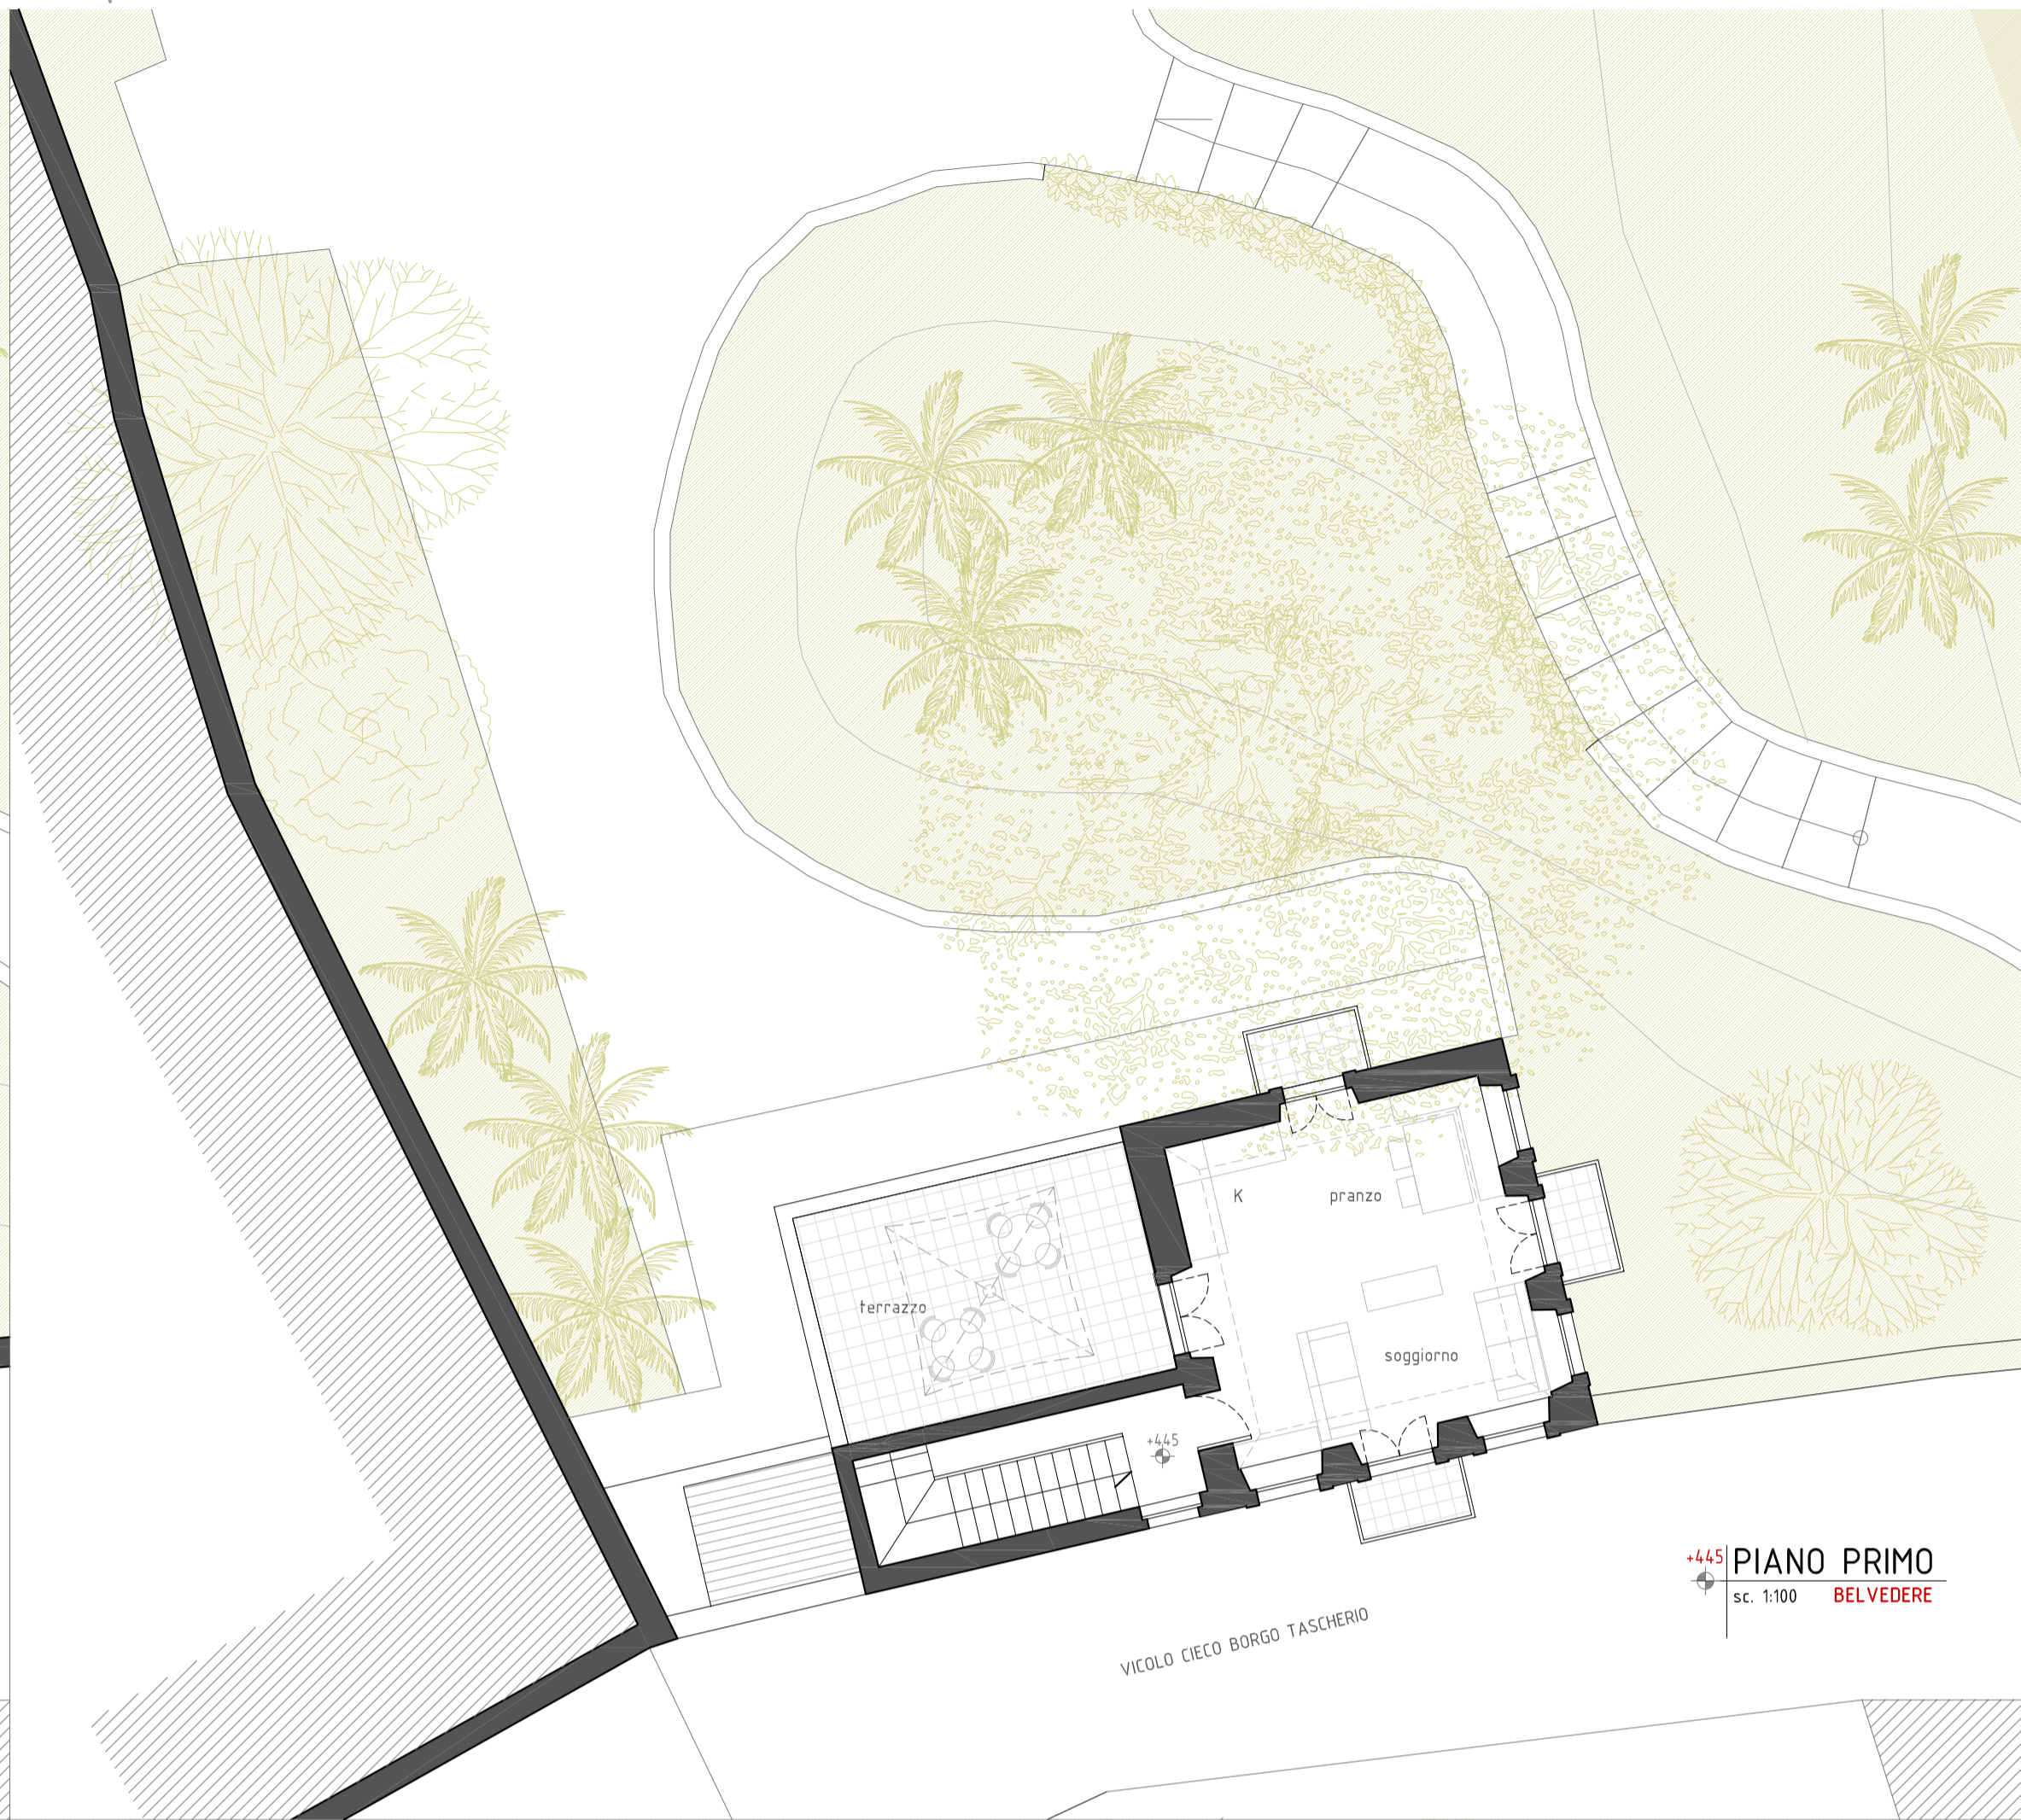 K
pranzo
terrazzo
soggiorno
+445
+445
PIANO PRIMO
sc. 1:100
BELVEDERE
VICOLO CIECO BORGO TASCHERIO